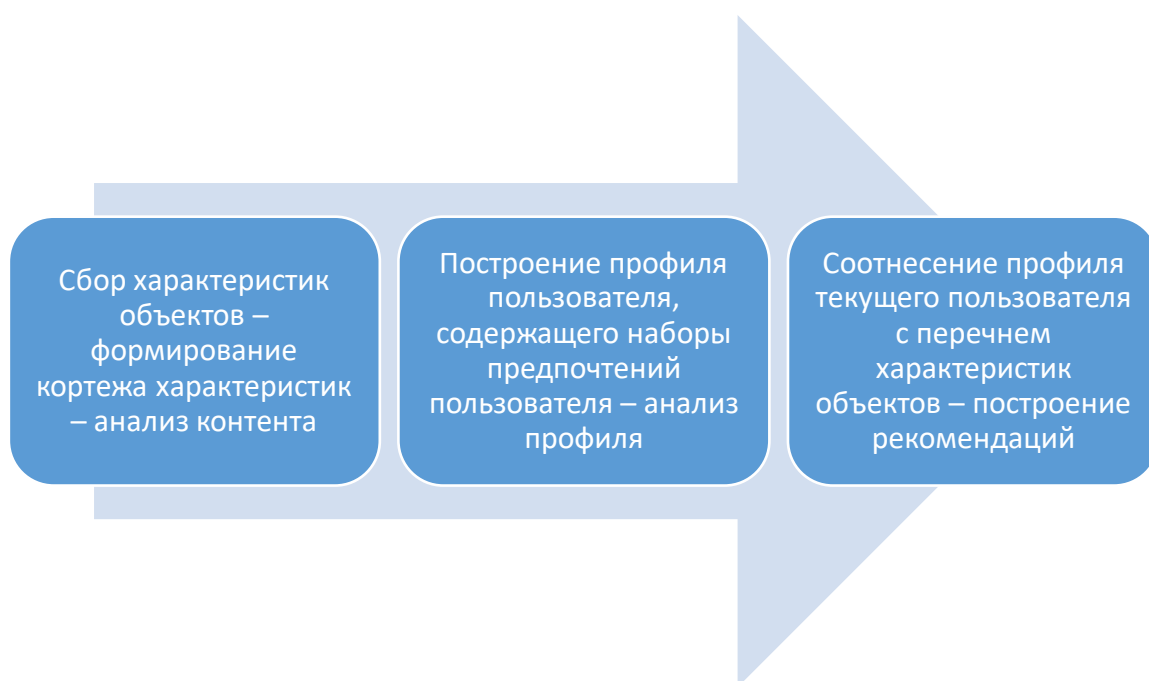 Сбор характеристик
объектов –
формирование
кортежа характеристик
– анализ контента
Построение профиля
пользователя,
содержащего наборы
предпочтений
пользователя – анализ
профиля
Соотнесение профиля
текущего пользователя
с перечнем
характеристик
объектов – построение
рекомендаций